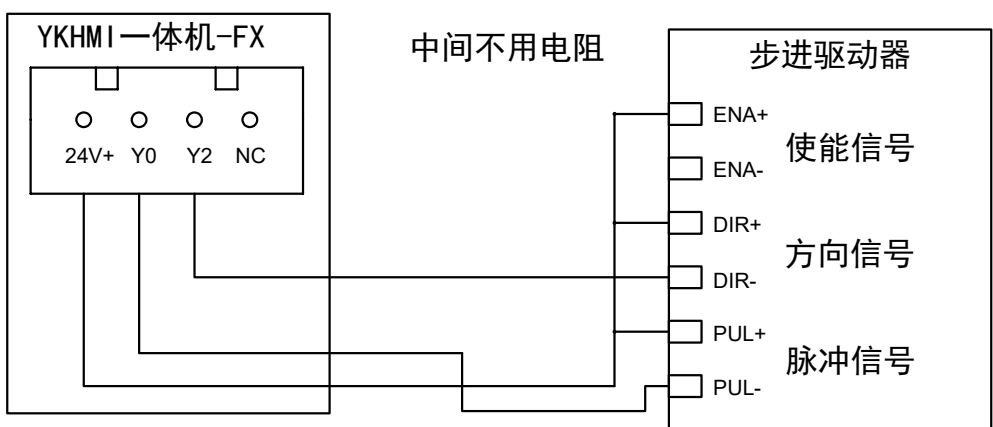 YKHMI一体机-FX
24V+ Y0 Y2 NC
中间不用电阻
步进驱动器
ENA+
使能信号
ENA-
DIR+
方向信号
DIR-
PUL+
脉冲信号
PUL-